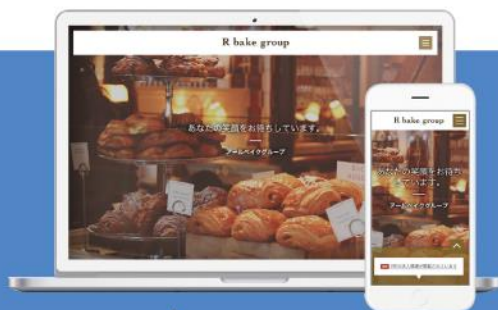 R bake group
あなたの笑顔をお待ちしています。
アールベイクグループ
R bake group
あなたの笑顔をお待ち
しています。
アールベイクグループ